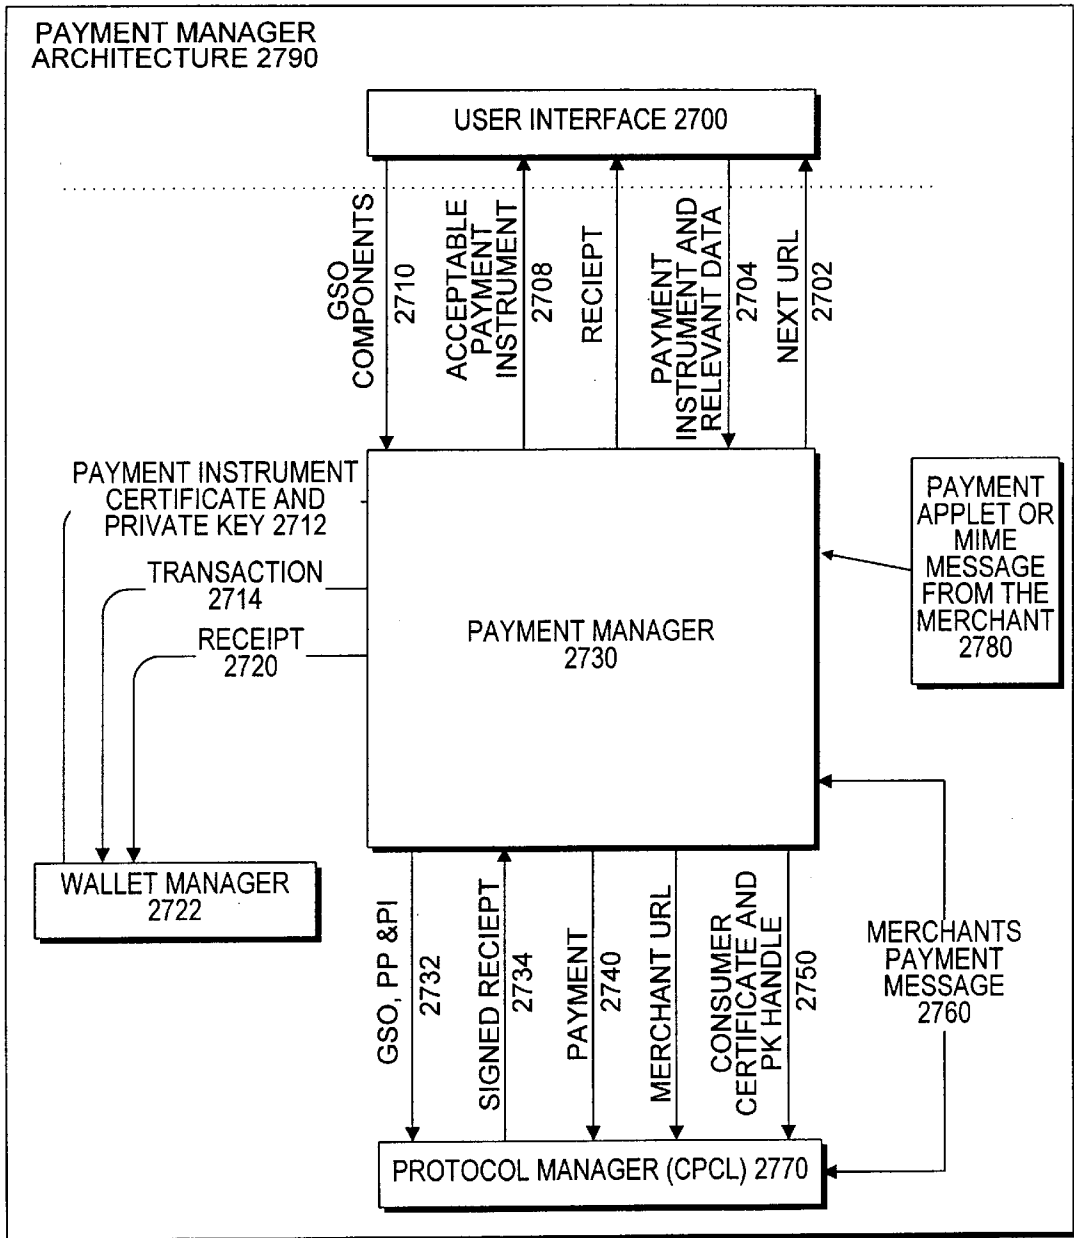 PAYMENT MANAGER
ARCHITECTURE 2790
USER INTERFACE 2700
GSO
COMPONENTS
2710
ACCEPTABLE
PAYMENT
INSTRUMENT
2708
RECIEPT
PAYMENT
INSTRUMENT AND
RELEVANT DATA
2704
NEXT URL
2702
PAYMENT INSTRUMENT
CERTIFICATE AND
PRIVATE KEY 2712
TRANSACTION
2714
RECEIPT
2720
PAYMENT MANAGER
2730
PAYMENT
APPLET OR
MIME
MESSAGE
FROM THE
MERCHANT
2780
WALLET MANAGER
2722
GSO, PP &PI
2732
SIGNED RECIEPT
2734
PAYMENT
2740
MERCHANT URL
CONSUMER
CERTIFICATE AND
PK HANDLE
2750
MERCHANTS
PAYMENT
MESSAGE
2760
PROTOCOL MANAGER (CPCL) 2770